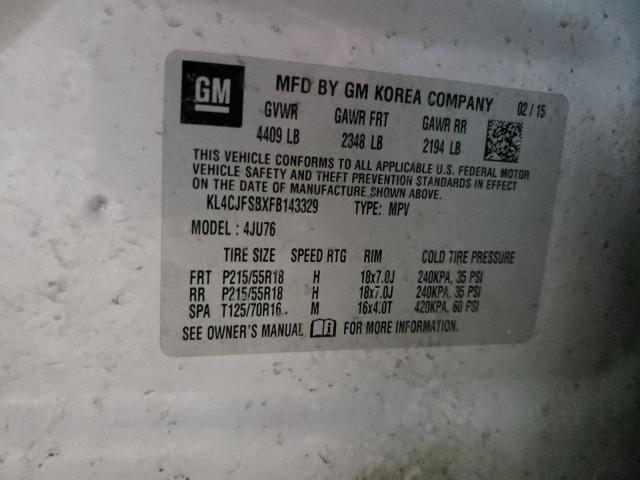 GM
MFD BY GM KOREA COMPANY 02 / 15
GVWR GAWR FRT GAWR RR
4409 LB 2348 LB 2194 LB
THIS VEHICLE CONFORMS TO ALL APPLICABLE U.S. FEDERAL MOTOR
VEHICLE SAFETY AND THEFT PREVENTION STANDARDS IN EFFECT
ON THE DATE OF MANUFACTURE SHOWN ABOVE.
KL4CJFSBXFB143329 TYPE: MPV
MODEL : 4JU76
TIRE SIZE SPEED RTG RIM COLD TIRE PRESSURE
FRT P215/55R18 H 18x7.0J 240KPA, 35 PSI
RR P215/55R18 H 18x7.0J 240KPA, 35 PSI
SPA T125/70R16 M 16x4.0T 420KPA, 60 PSI
SEE OWNER'S MANUAL FOR MORE INFORMATION.